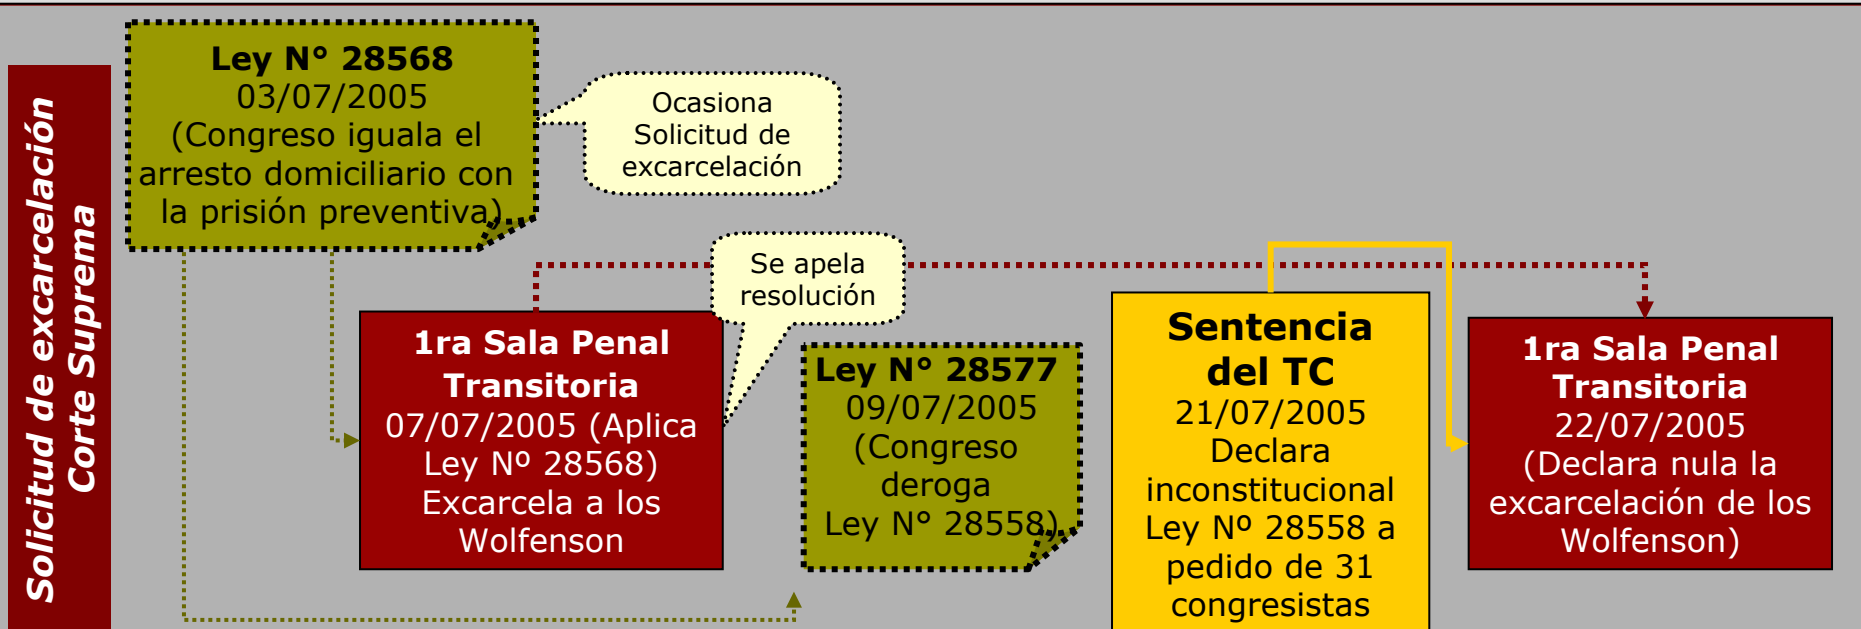 Solicitud de excarcelación
Corte Suprema
Ley N° 28568
03/07/2005
(Congreso iguala el
arresto domiciliario con
la prisión preventiva)
Ocasiona
Solicitud de
excarcelación
Se apela
resolución
1ra Sala Penal
Transitoria
07/07/2005 (Aplica
Ley Nº 28568)
Excarcela a los
Wolfenson
Ley N° 28577
09/07/2005
(Congreso
deroga
Ley N° 28558)
Sentencia
del TC
21/07/2005
Declara
inconstitucional
Ley Nº 28558 a
pedido de 31
congresistas
1ra Sala Penal
Transitoria
22/07/2005
(Declara nula la
excarcelación de los
Wolfenson)